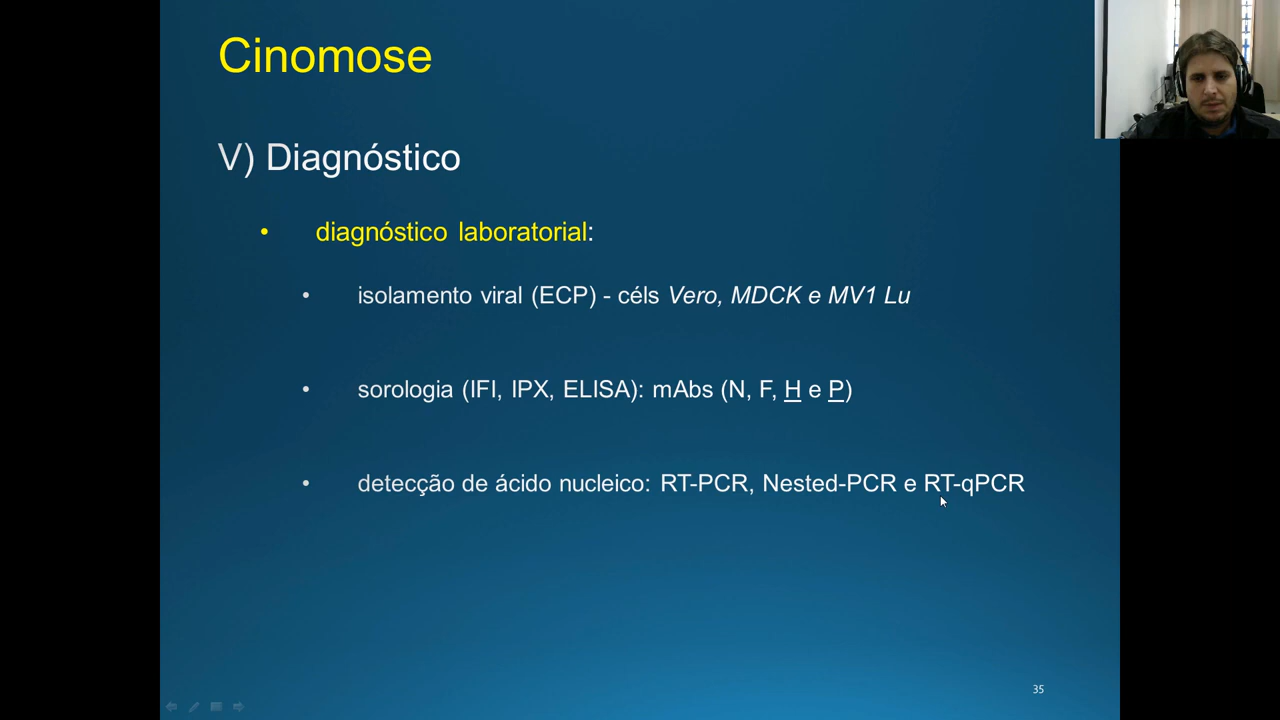 Cinomose
V) Diagnóstico
• diagnóstico laboratorial:
• isolamento viral (ECP) - céls Vero, MDCK e MV1 Lu
• sorologia (IFI, IPX, ELISA): mAbs (N, F, H e P)
• detecção de ácido nucleico: RT-PCR, Nested-PCR e RT-qPCR
35